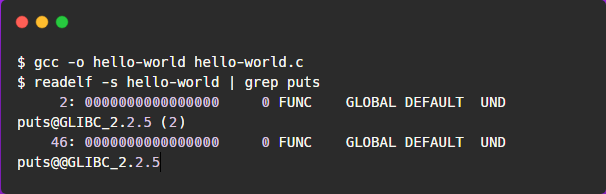 $ gcc -o hello-world hello-world.c
$ readelf -s hello-world | grep puts
     2: 0000000000000000     0 FUNC    GLOBAL DEFAULT  UND
puts@GLIBC_2.2.5 (2)
    46: 0000000000000000     0 FUNC    GLOBAL DEFAULT  UND
puts@@GLIBC_2.2.5